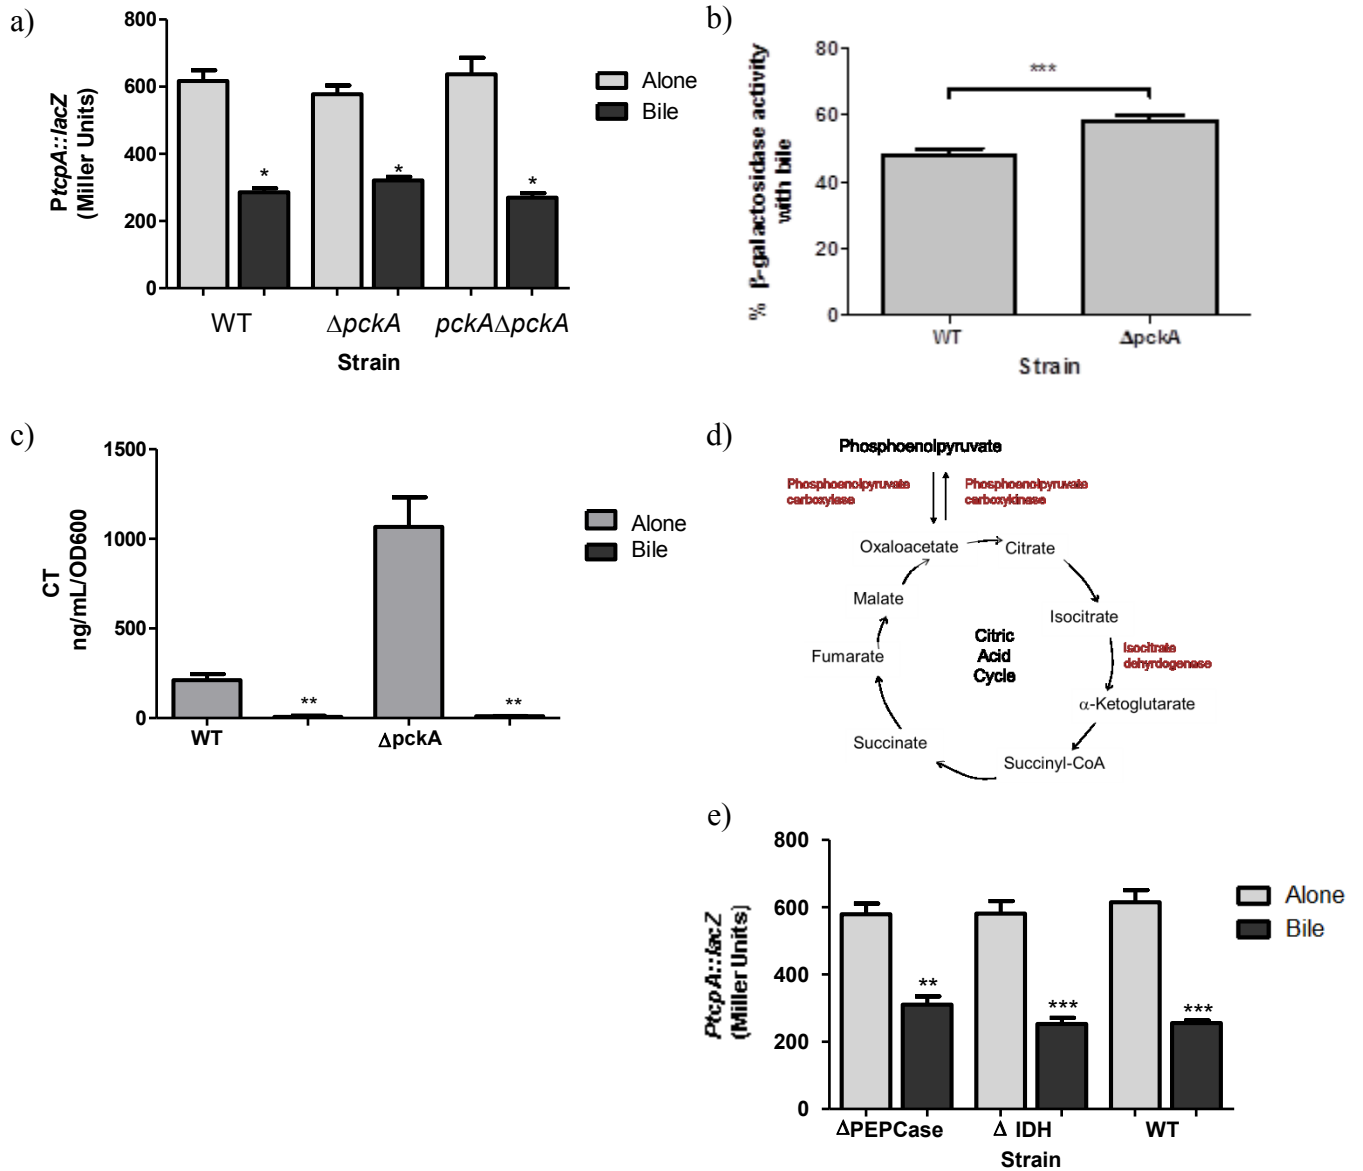 a)
800
600
400
200
0
PtcpA::lacZ
(Miller Units)
Alone
Bile
*
*
*
WT
ΔpckA
pckAΔpckA
Strain
b)
80
60
40
20
0
% β-galactosidase activity
with bile
***
WT
ΔpckA
Strain
c)
1500
1000
500
0
CT
ng/mL/OD600
Alone
Bile
**
**
WT
ΔpckA
d)
Phosphoenolpyruvate
Phosphoenolpyruvate
carboxylase
Phosphoenolpyruvate
carboxykinase
Oxaloacetate
Citrate
Malate
Isocitrate
Citric
Acid
Cycle
Isocitrate
dehyrdogenase
Fumarate
α-Ketoglutarate
Succinate
Succinyl-CoA
e)
800
600
400
200
0
PtcpA::lacZ
(Miller Units)
Alone
Bile
**
***
***
ΔPEPCase
Δ IDH
WT
Strain